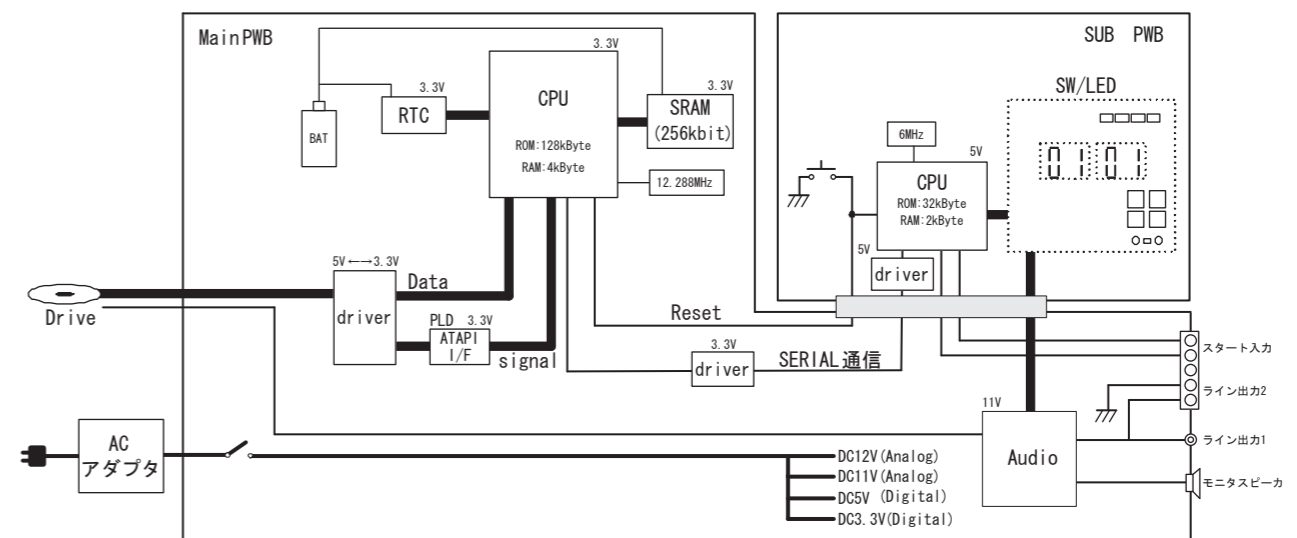 MainPWB
3.3V
CPU
ROM:128kByte
RAM:4kByte
3.3V
RTC
BAT
3.3V
SRAM
(256kbit)
12.288MHz
SUB PWB
SW/LED
01 01
6MHz
5V
CPU
ROM:32kByte
RAM:2kByte
5V
driver
5V←→3.3V
driver
Data
PLD 3.3V
ATAPI
I/F
signal
Drive
Reset
3.3V
driver
SERIAL通信
スタート入力
ライン出力2
11V
Audio
ライン出力1
モニタスピーカ
AC
アダプタ
DC12V(Analog)
DC11V(Analog)
DC5V (Digital)
DC3.3V(Digital)